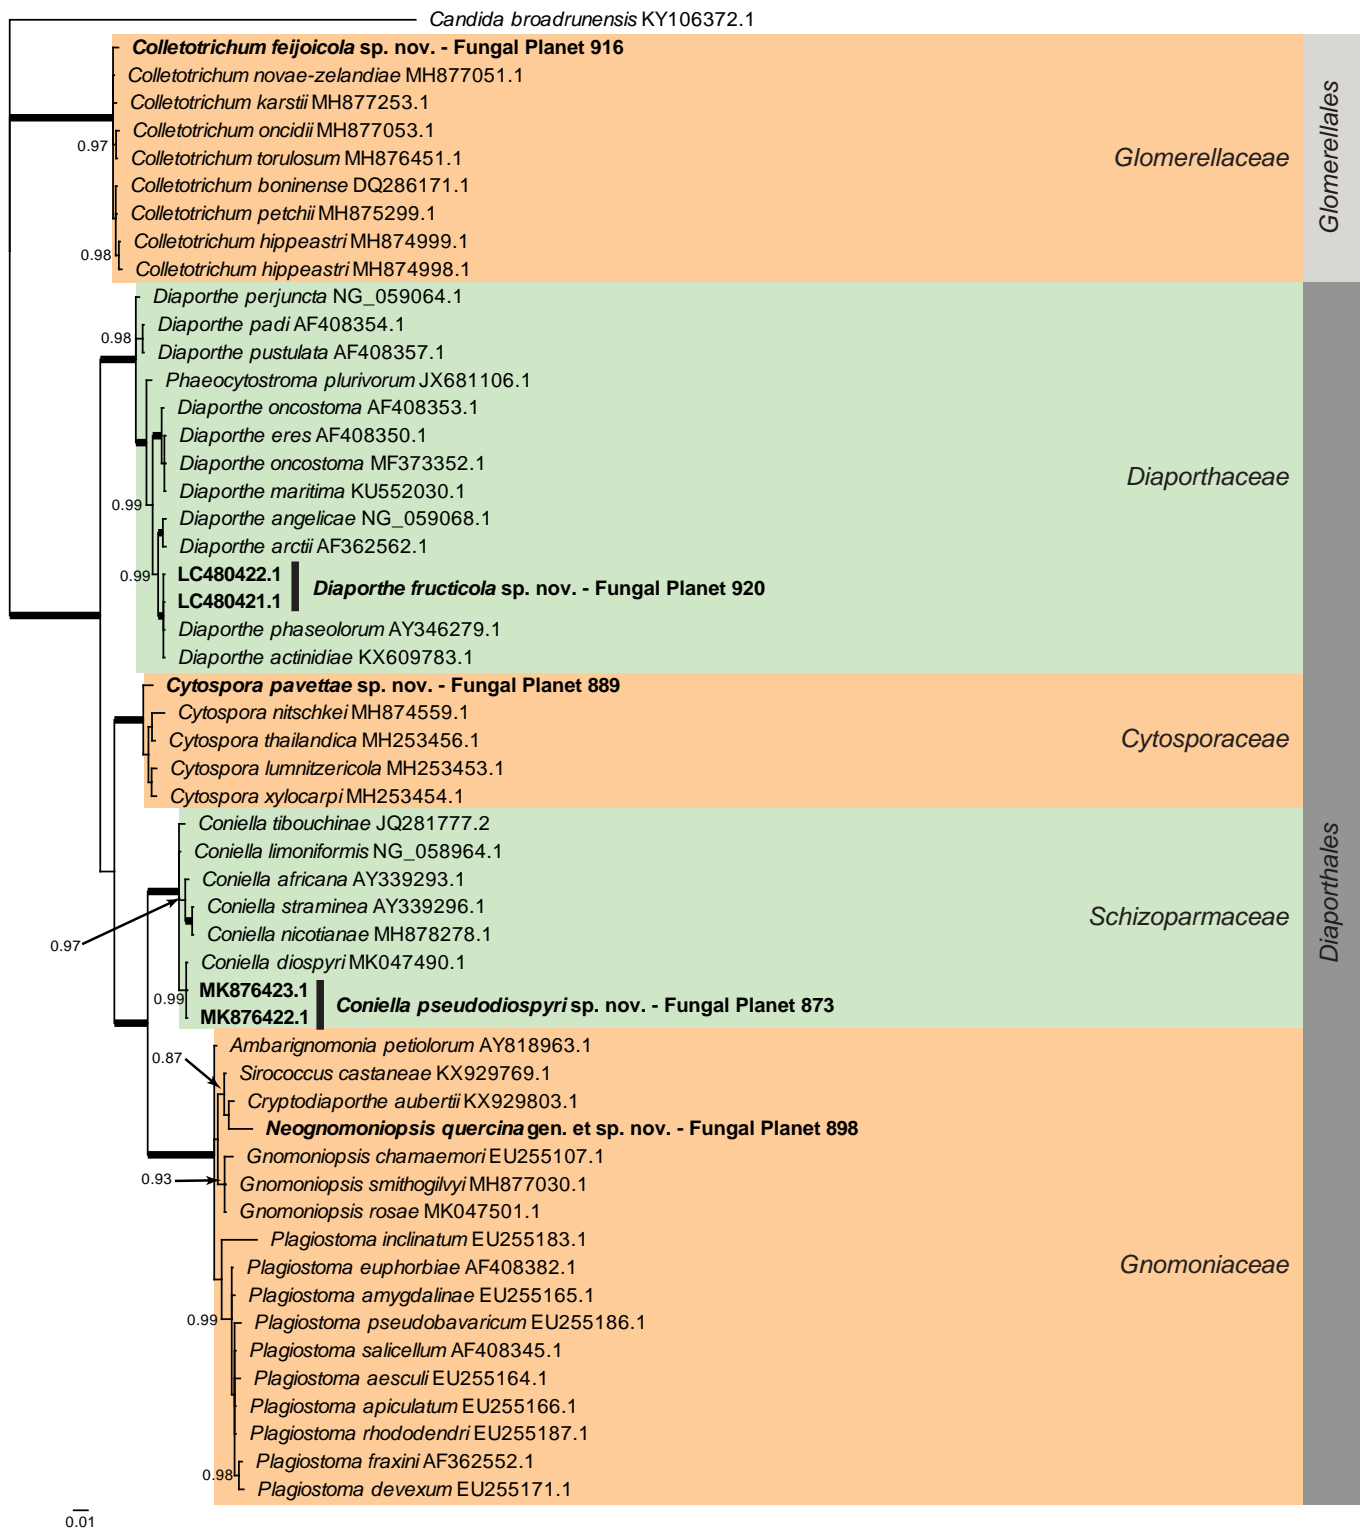 Candida broadrunensis KY106372.1
Colletotrichum feijoicola sp. nov. - Fungal Planet 916
Colletotrichum novae-zelandiae MH877051.1
Colletotrichum karstii MH877253.1
Colletotrichum oncidii MH877053.1
0.97
Colletotrichum torulosum MH876451.1
Glomerellaceae
Glomerellales
Colletotrichum boninense DQ286171.1
Colletotrichum petchii MH875299.1
Colletotrichum hippeastri MH874999.1
0.98
Colletotrichum hippeastri MH874998.1
Diaporthe perjuncta NG_059064.1
Diaporthe padi AF408354.1
0.98
Diaporthe pustulata AF408357.1
Phaeocytostroma plurivorum JX681106.1
Diaporthe oncostoma AF408353.1
Diaporthe eres AF408350.1
Diaporthe oncostoma MF373352.1
Diaporthaceae
Diaporthe maritima KU552030.1
0.99
Diaporthe angelicae NG_059068.1
Diaporthe arctii AF362562.1
0.99
LC480422.1
Diaporthe fructicola sp. nov. - Fungal Planet 920
LC480421.1
Diaporthe phaseolorum AY346279.1
Diaporthe actinidiae KX609783.1
Cytospora pavettae sp. nov. - Fungal Planet 889
Cytospora nitschkei MH874559.1
Cytospora thailandica MH253456.1
Cytosporaceae
Cytospora lumnitzericola MH253453.1
Cytospora xylocarpi MH253454.1
Coniella tibouchinae JQ281777.2
Coniella limoniformis NG_058964.1
Coniella africana AY339293.1
Diaporthales
Coniella straminea AY339296.1
Schizoparmaceae
Coniella nicotianae MH878278.1
0.97
Coniella diospyri MK047490.1
0.99
MK876423.1
Coniella pseudodiospyri sp. nov. - Fungal Planet 873
MK876422.1
Ambarignomonia petiolorum AY818963.1
0.87
Sirococcus castaneae KX929769.1
Cryptodiaporthe aubertii KX929803.1
Neognomoniopsis quercina gen. et sp. nov. - Fungal Planet 898
Gnomoniopsis chamaemori EU255107.1
0.93
Gnomoniopsis smithogilvyi MH877030.1
Gnomoniopsis rosae MK047501.1
Plagiostoma inclinatum EU255183.1
Plagiostoma euphorbiae AF408382.1
Gnomoniaceae
Plagiostoma amygdalinae EU255165.1
0.99
Plagiostoma pseudobavaricum EU255186.1
Plagiostoma salicellum AF408345.1
Plagiostoma aesculi EU255164.1
Plagiostoma apiculatum EU255166.1
Plagiostoma rhododendri EU255187.1
Plagiostoma fraxini AF362552.1
0.98
Plagiostoma devexum EU255171.1
0.01